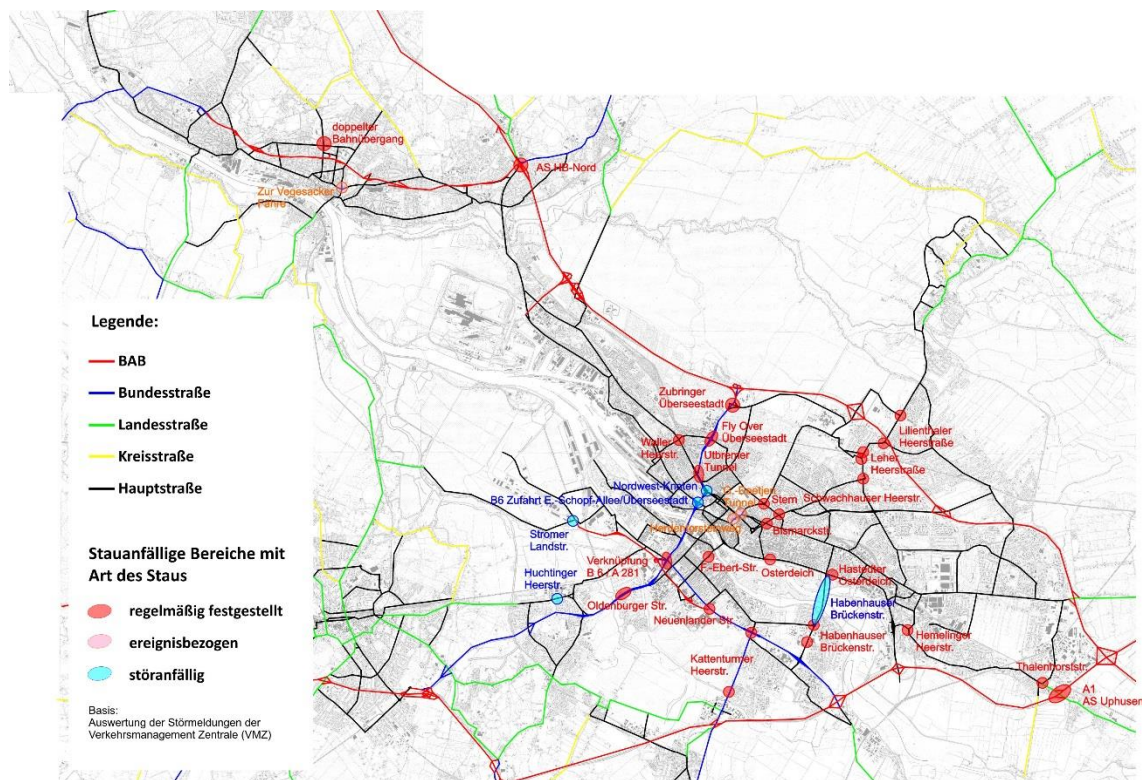 doppelter
Bahnübergang
AS HB-Nord
Zur Vegesacker
Fähre
Legende:
BAB
Bundesstraße
Landesstraße
Kreisstraße
Hauptstraße
Stauanfällige Bereiche mit
Art des Staus
regelmäßig festgestellt
ereignisbezogen
störanfällig
Basis:
Auswertung der Störmeldungen der
Verkehrsmanagement Zentrale (VMZ)
Zubringer
Überseestadt
Fly Over
Überseestadt
Waller
Heerstr.
Utbremer
Tunnel
Lilienthaler
Heerstraße
Leher
Heerstraße
Nordwest-Knoten
B6 Zufahrt E.-Schopf-Allee/Überseestadt
Tunnel
Stern
Schwachhauser Heerstr.
Bismarckstr.
Stromer
Landstr.
Verknüpfung
B 6 / A 281
F.-Ebert-Str.
Osterdeich
Hastedter
Osterdeich
Huchtinger
Heerstr.
Oldenburger Str.
Neuenlander Str.
Habenhauser
Brückenstr.
Habenhauser
Brückenstr.
Hemelinger
Heerstr.
Kattenturmer
Heerstr.
Thalenhorststr.
A1
AS Uphusen